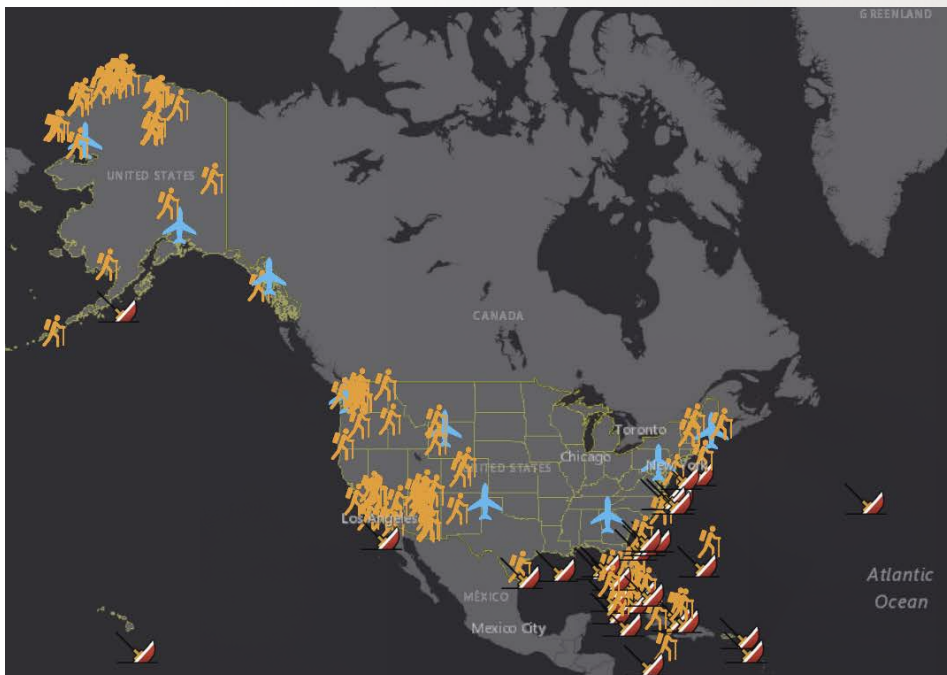 GREENLAND
UNITED STATES
CANADA
Toronto
Chicago
New York
UNITED STATES
Los Angeles
Atlantic
Ocean
MÉXICO
Mexico City